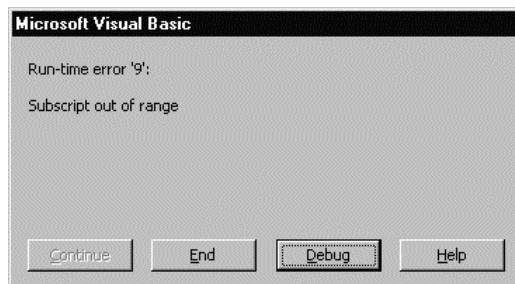 Microsoft Visual Basic
Run-time error '9':
Subscript out of range
Continue End Debug Help